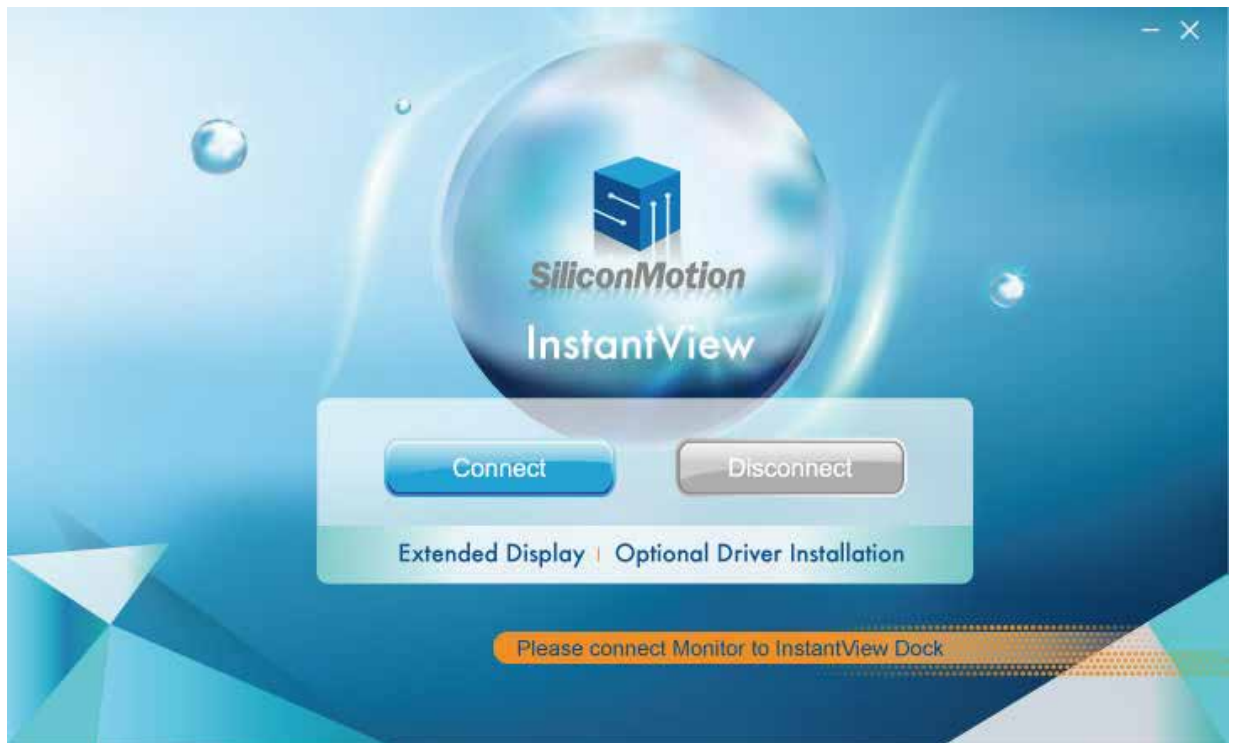 SiliconMotion
InstantView
Connect
Disconnect
Extended Display | Optional Driver Installation
Please connect Monitor to InstantView Dock